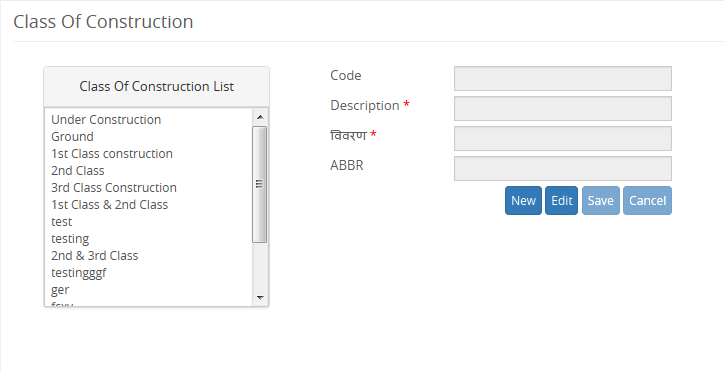 Class Of Construction
Class Of Construction List
Under Construction
Ground
1st Class construction
2nd Class
3rd Class Construction
1st Class & 2nd Class
test
testing
2nd & 3rd Class
testingggf
ger
Code
Description *
विवरण *
ABBR
New Edit Save Cancel